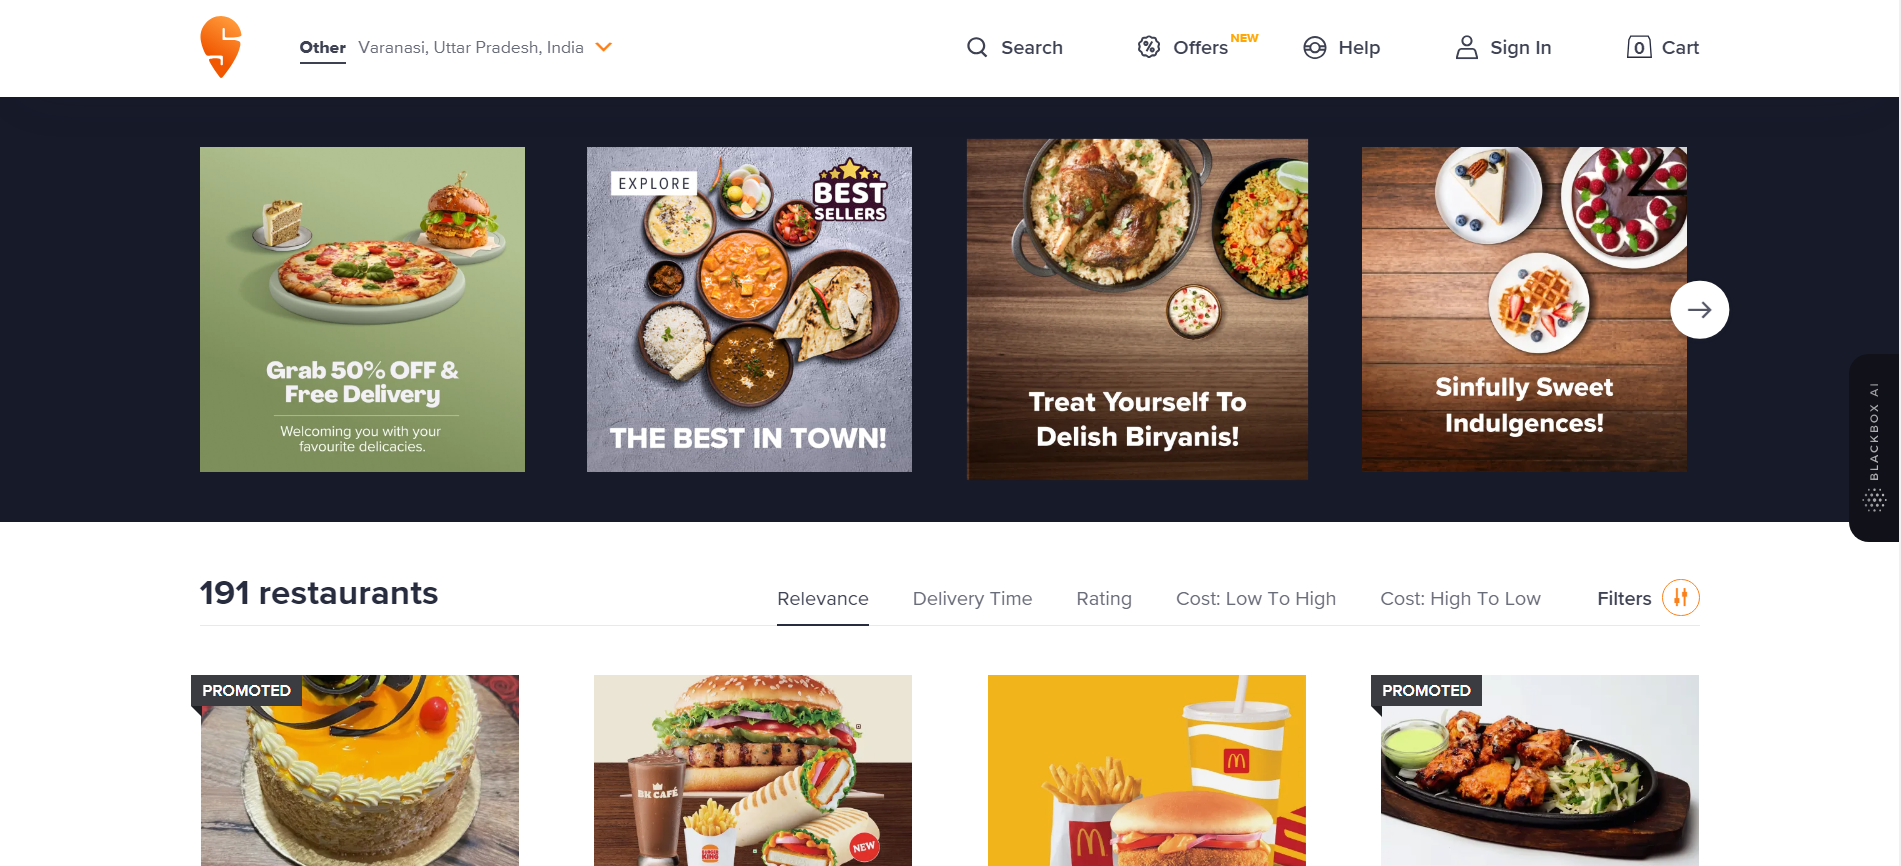 Other Varanasi, Uttar Pradesh, India
Search
Offers NEW
Help
Sign In
0 Cart
Grab 50% OFF &
Free Delivery
Welcoming you with your
favourite delicacies.
EXPLORE
BEST
SELLERS
THE BEST IN TOWN!
Treat Yourself To
Delish Biryanis!
Sinfully Sweet
Indulgences!
BLACKBOX AI
191 restaurants
Relevance
Delivery Time
Rating
Cost: Low To High
Cost: High To Low
Filters
PROMOTED
BK CAFÉ
BURGER
KING
NEW
PROMOTED